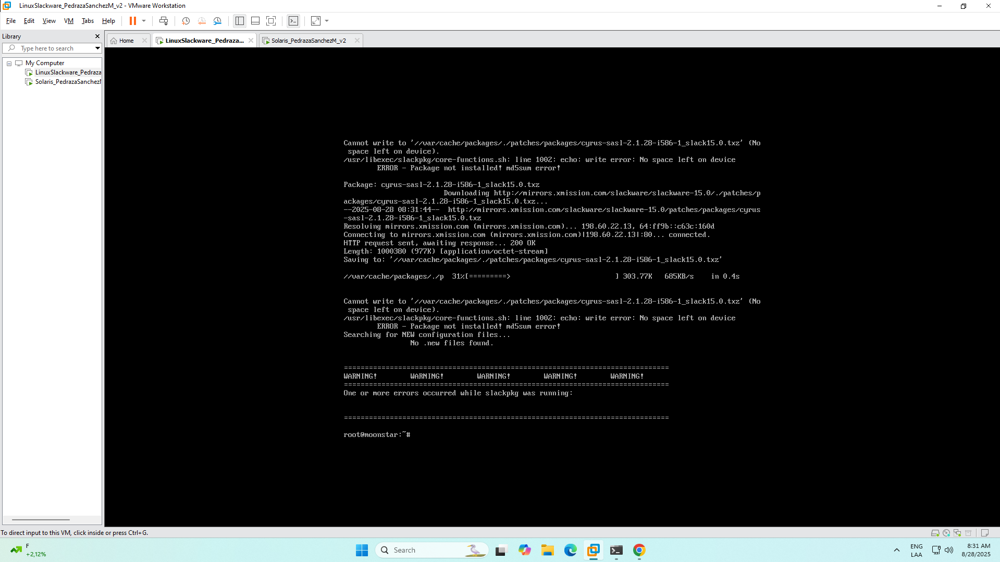 LinuxSlackware_PedrazaSanchezM_v2 - VMware Workstation
File Edit View VM Tabs Help
Library
Type here to search
My Computer
LinuxSlackware_Pedraza
Solaris_PedrazaSanchez
Home
LinuxSlackware_Pedraza...
Solaris_PedrazaSanchezM_v2
Cannot write to '//var/cache/packages/./patches/packages/cyrus-sasl-2.1.28-i586-1_slack15.0.txz' (No
space left on device).
/usr/libexec/slackpkg/core-functions.sh: line 1002: echo: write error: No space left on device
ERROR - Package not installed! md5sum error!
Package: cyrus-sasl-2.1.28-i586-1_slack15.0.txz
Downloading http://mirrors.xmission.com/slackware/slackware-15.0/./patches/p
ackages/cyrus-sasl-2.1.28-i586-1_slack15.0.txz...
--2025-08-28 08:31:44-- http://mirrors.xmission.com/slackware/slackware-15.0/patches/packages/cyrus
-sasl-2.1.28-i586-1_slack15.0.txz
Resolving mirrors.xmission.com (mirrors.xmission.com)... 198.60.22.13, 64:ff9b::c63c:160d
Connecting to mirrors.xmission.com (mirrors.xmission.com)|198.60.22.13|:80... connected.
HTTP request sent, awaiting response... 200 OK
Length: 1000380 (977K) [application/octet-stream]
Saving to: '//var/cache/packages/./patches/packages/cyrus-sasl-2.1.28-i586-1_slack15.0.txz'
//var/cache/packages/./p 31%[=========> ] 303.77K 685KB/s in 0.4s
Cannot write to '//var/cache/packages/./patches/packages/cyrus-sasl-2.1.28-i586-1_slack15.0.txz' (No
space left on device).
/usr/libexec/slackpkg/core-functions.sh: line 1002: echo: write error: No space left on device
ERROR - Package not installed! md5sum error!
Searching for NEW configuration files...
No .new files found.
==============================================================================
WARNING! WARNING! WARNING! WARNING! WARNING!
==============================================================================
One or more errors occurred while slackpkg was running:
==============================================================================
root@moonstar:~#
To direct input to this VM, click inside or press Ctrl+G.
F
+2,12%
Search
ENG
LAA
8:31 AM
8/28/2025